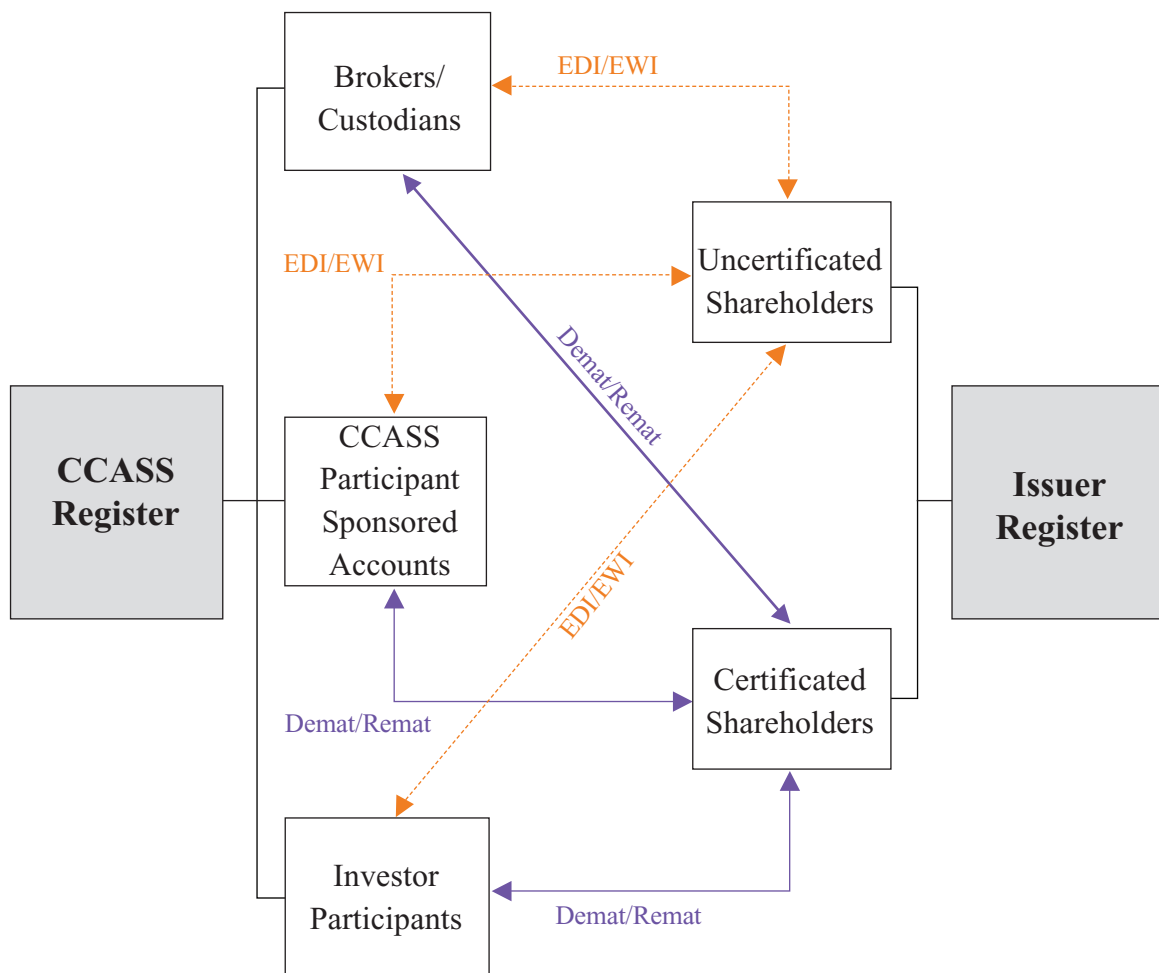 Brokers/
Custodians
EDI/EWI
Uncertificated
Shareholders
EDI/EWI
Demat/Remat
CCASS
Register
CCASS
Participant
Sponsored
Accounts
Issuer
Register
EDI/EWI
Certificated
Shareholders
Demat/Remat
Investor
Participants
Demat/Remat